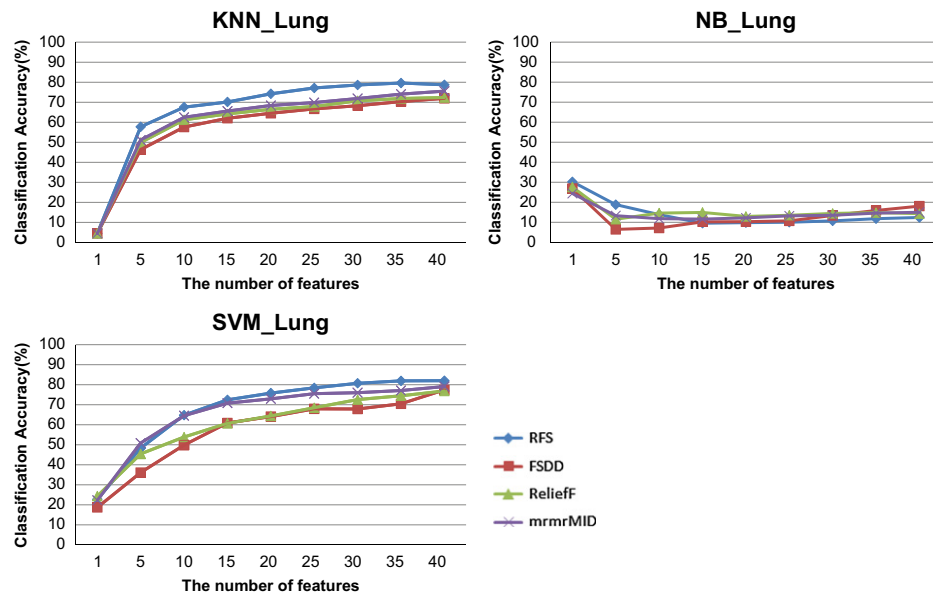 KNN_Lung
Classification Accuracy(%)
100
90
80
70
60
50
40
30
20
10
0
1 5 10 15 20 25 30 35 40
The number of features
NB_Lung
Classification Accuracy(%)
100
90
80
70
60
50
40
30
20
10
0
1 5 10 15 20 25 30 35 40
The number of features
SVM_Lung
Classification Accuracy(%)
100
90
80
70
60
50
40
30
20
10
0
1 5 10 15 20 25 30 35 40
The number of features
RFS
FSDD
ReliefF
mrmrMID